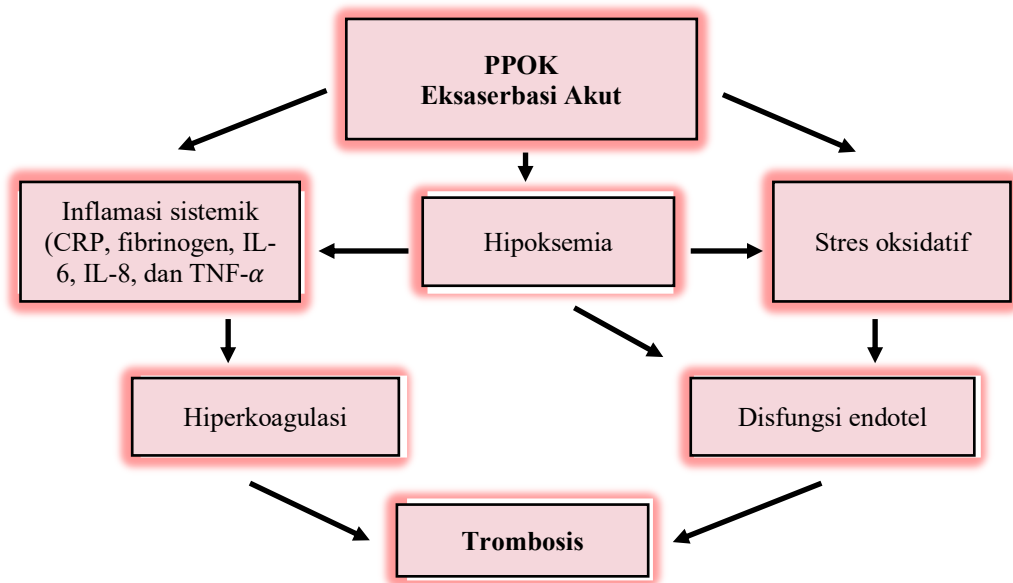 PPOK
Eksaserbasi Akut
Inflamasi sistemik
(CRP, fibrinogen, IL-
6, IL-8, dan TNF-𝛼
Hipoksemia
Stres oksidatif
Hiperkoagulasi
Disfungsi endotel
Trombosis